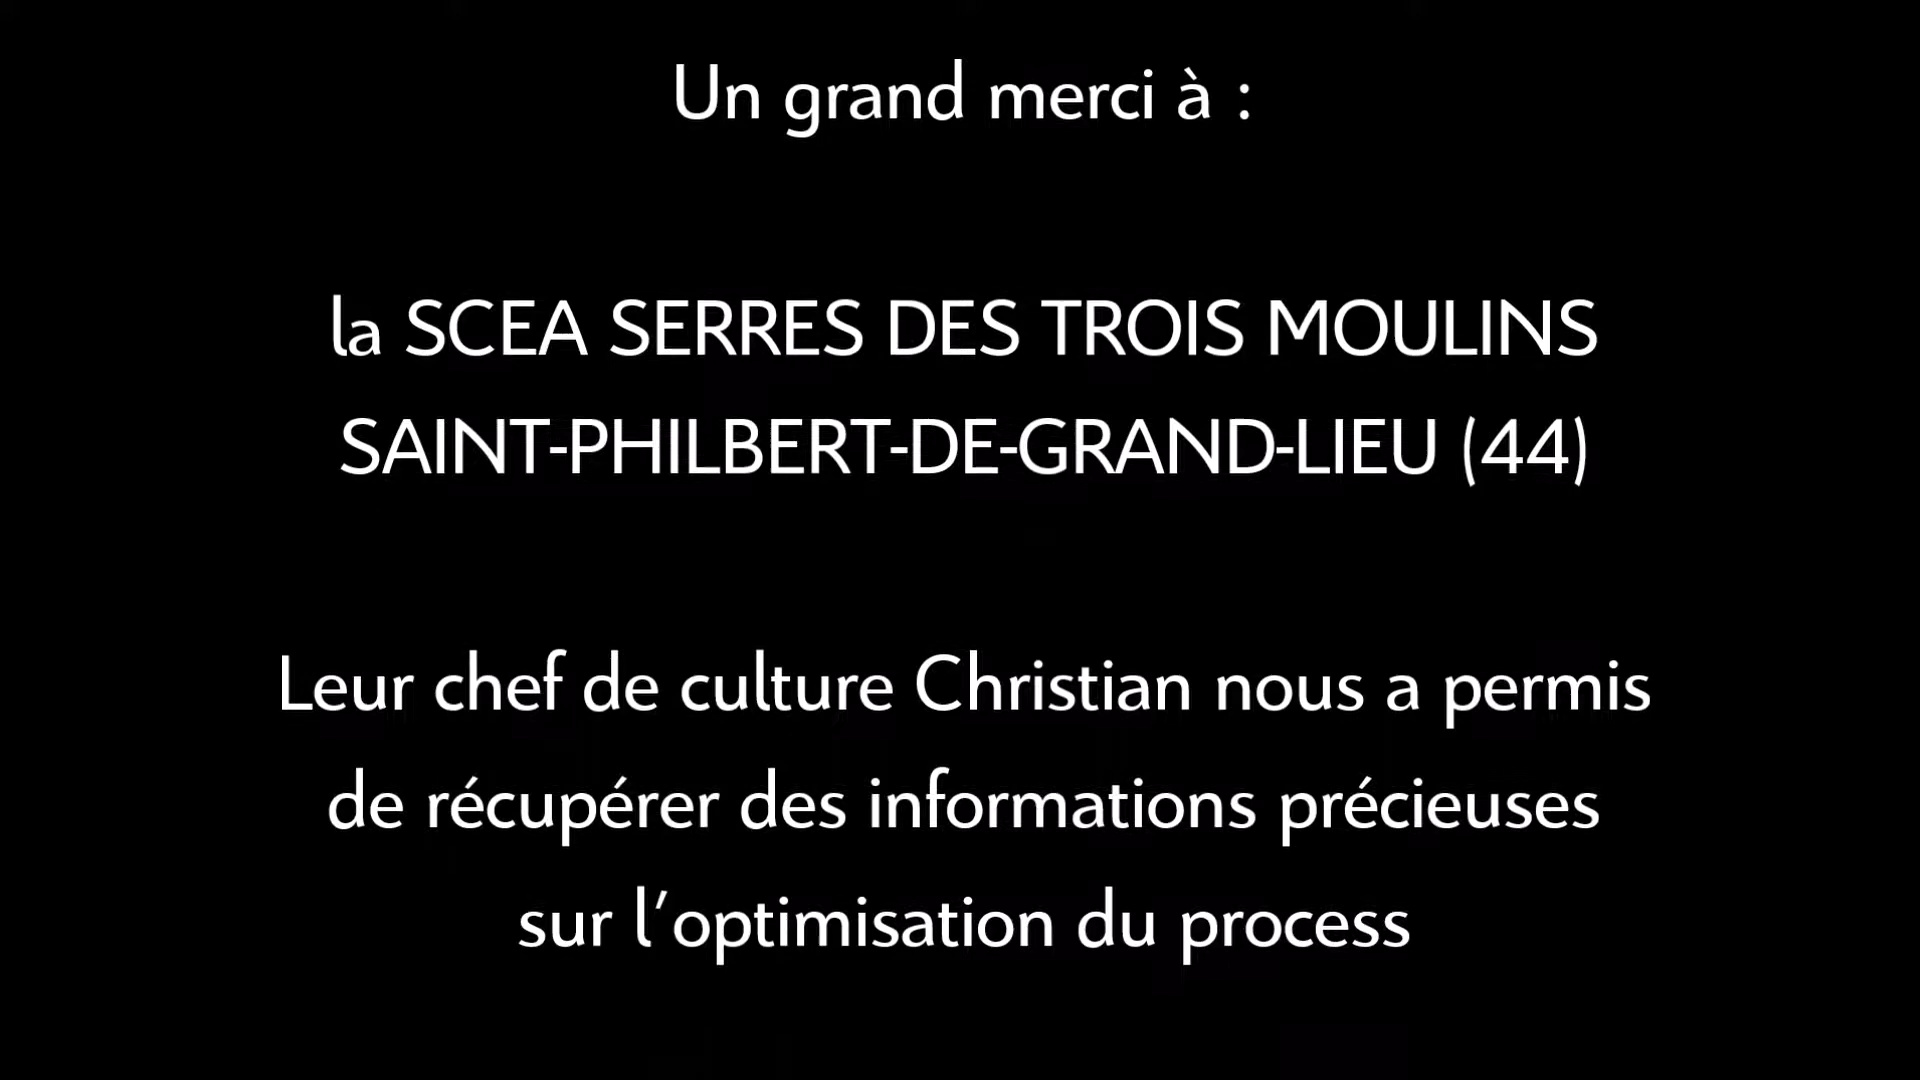 Un grand merci à :
la SCEA SERRES DES TROIS MOULINS
SAINT-PHILBERT-DE-GRAND-LIEU (44)
Leur chef de culture Christian nous a permis
de récupérer des informations précieuses
sur l'optimisation du process